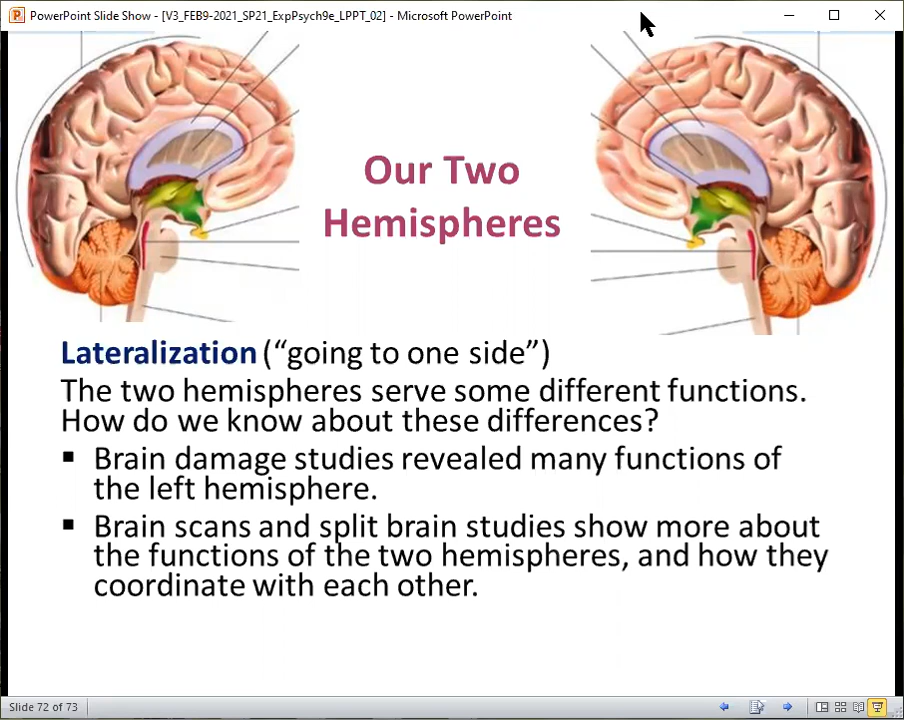 PowerPoint Slide Show - [V3_FEB9-2021_SP21_ExpPsych9e_LPPT_02] - Microsoft PowerPoint
Our Two
Hemispheres
Lateralization (“going to one side”)
The two hemispheres serve some different functions.
How do we know about these differences?
▪ Brain damage studies revealed many functions of
the left hemisphere.
▪ Brain scans and split brain studies show more about
the functions of the two hemispheres, and how they
coordinate with each other.
Slide 72 of 73